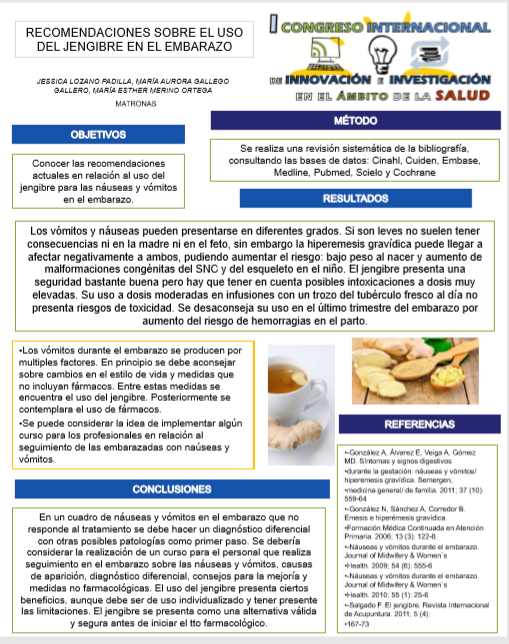 RECOMENDACIONES SOBRE EL USO
DEL JENGIBRE EN EL EMBARAZO
JESSICA LOZANO PADILLA, MARÍA AURORA GALLEGO
GALLERO, MARÍA ESTHER MERINO ORTEGA
MATRONAS
I CONGRESO INTERNACIONAL
DE INNOVACIÓN E INVESTIGACIÓN
EN EL ÁMBITO DE LA SALUD
OBJETIVOS
Conocer las recomendaciones
actuales en relación al uso del
jengibre para las náuseas y vómitos
en el embarazo.
MÉTODO
Se realiza una revisión sistemática de la bibliografía,
consultando las bases de datos: Cinahl, Cuiden, Embase,
Medline, Pubmed, Scielo y Cochrane
RESULTADOS
Los vómitos y náuseas pueden presentarse en diferentes grados. Si son leves no suelen tener
consecuencias ni en la madre ni en el feto, sin embargo la hiperemesis gravídica puede llegar a
afectar negativamente a ambos, pudiendo aumentar el riesgo: bajo peso al nacer y aumento de
malformaciones congénitas del SNC y del esqueleto en el niño. El jengibre presenta una
seguridad bastante buena pero hay que tener en cuenta posibles intoxicaciones a dosis muy
elevadas. Su uso a dosis moderadas en infusiones con un trozo del tubérculo fresco al día no
presenta riesgos de toxicidad. Se desaconseja su uso en el último trimestre del embarazo por
aumento del riesgo de hemorragias en el parto.
•Los vómitos durante el embarazo se producen por
multiples factores. En principio se debe aconsejar
sobre cambios en el estilo de vida y medidas que
no incluyan fármacos. Entre estas medidas se
encuentra el uso del jengibre. Posteriormente se
contemplara el uso de fármacos.
•Se puede considerar la idea de implementar algún
curso para los profesionales en relación al
seguimiento de las embarazadas con naúseas y
vómitos.
CONCLUSIONES
En un cuadro de náuseas y vómitos en el embarazo que no
responde al tratamiento se debe hacer un diagnóstico diferencial
con otras posibles patologías como primer paso. Se debería
considerar la realización de un curso para el personal que realiza
seguimiento en el embarazo sobre las náuseas y vómitos, causas
de aparición, diagnóstico diferencial, consejos para la mejoría y
medidas no farmacológicas. El uso del jengibre presenta ciertos
beneficios, aunque debe ser de uso individualizado y tener presente
las limitaciones. El jengibre se presenta como una alternativa válida
y segura antes de iniciar el tto farmacológico.
REFERENCIAS
•-González A, Álvarez E, Veiga A, Gómez
MD. Síntomas y signos digestivos
•durante la gestación: náuseas y vómitos/
hiperemesis gravídica. Semergen,
•medicina general/ de familia. 2011; 37 (10):
559-64
•-González N, Sánchez A, Corredor B.
Emesis e hiperémesis gravídica.
•Formación Médica Continuada en Atención
Primaria. 2006; 13 (3): 122-8.
•-Náuseas y vómitos durante el embarazo.
Journal of Midwifery & Women`s
•Health. 2009; 54 (6): 555-6
•-Náuseas y vómitos durante el embarazo.
Journal of Midwifery & Women`s
•Health. 2010; 55 (1): 25-6
•-Salgado F. El jengibre. Revista Internacional
de Acupuntura. 2011; 5 (4):
•167-73